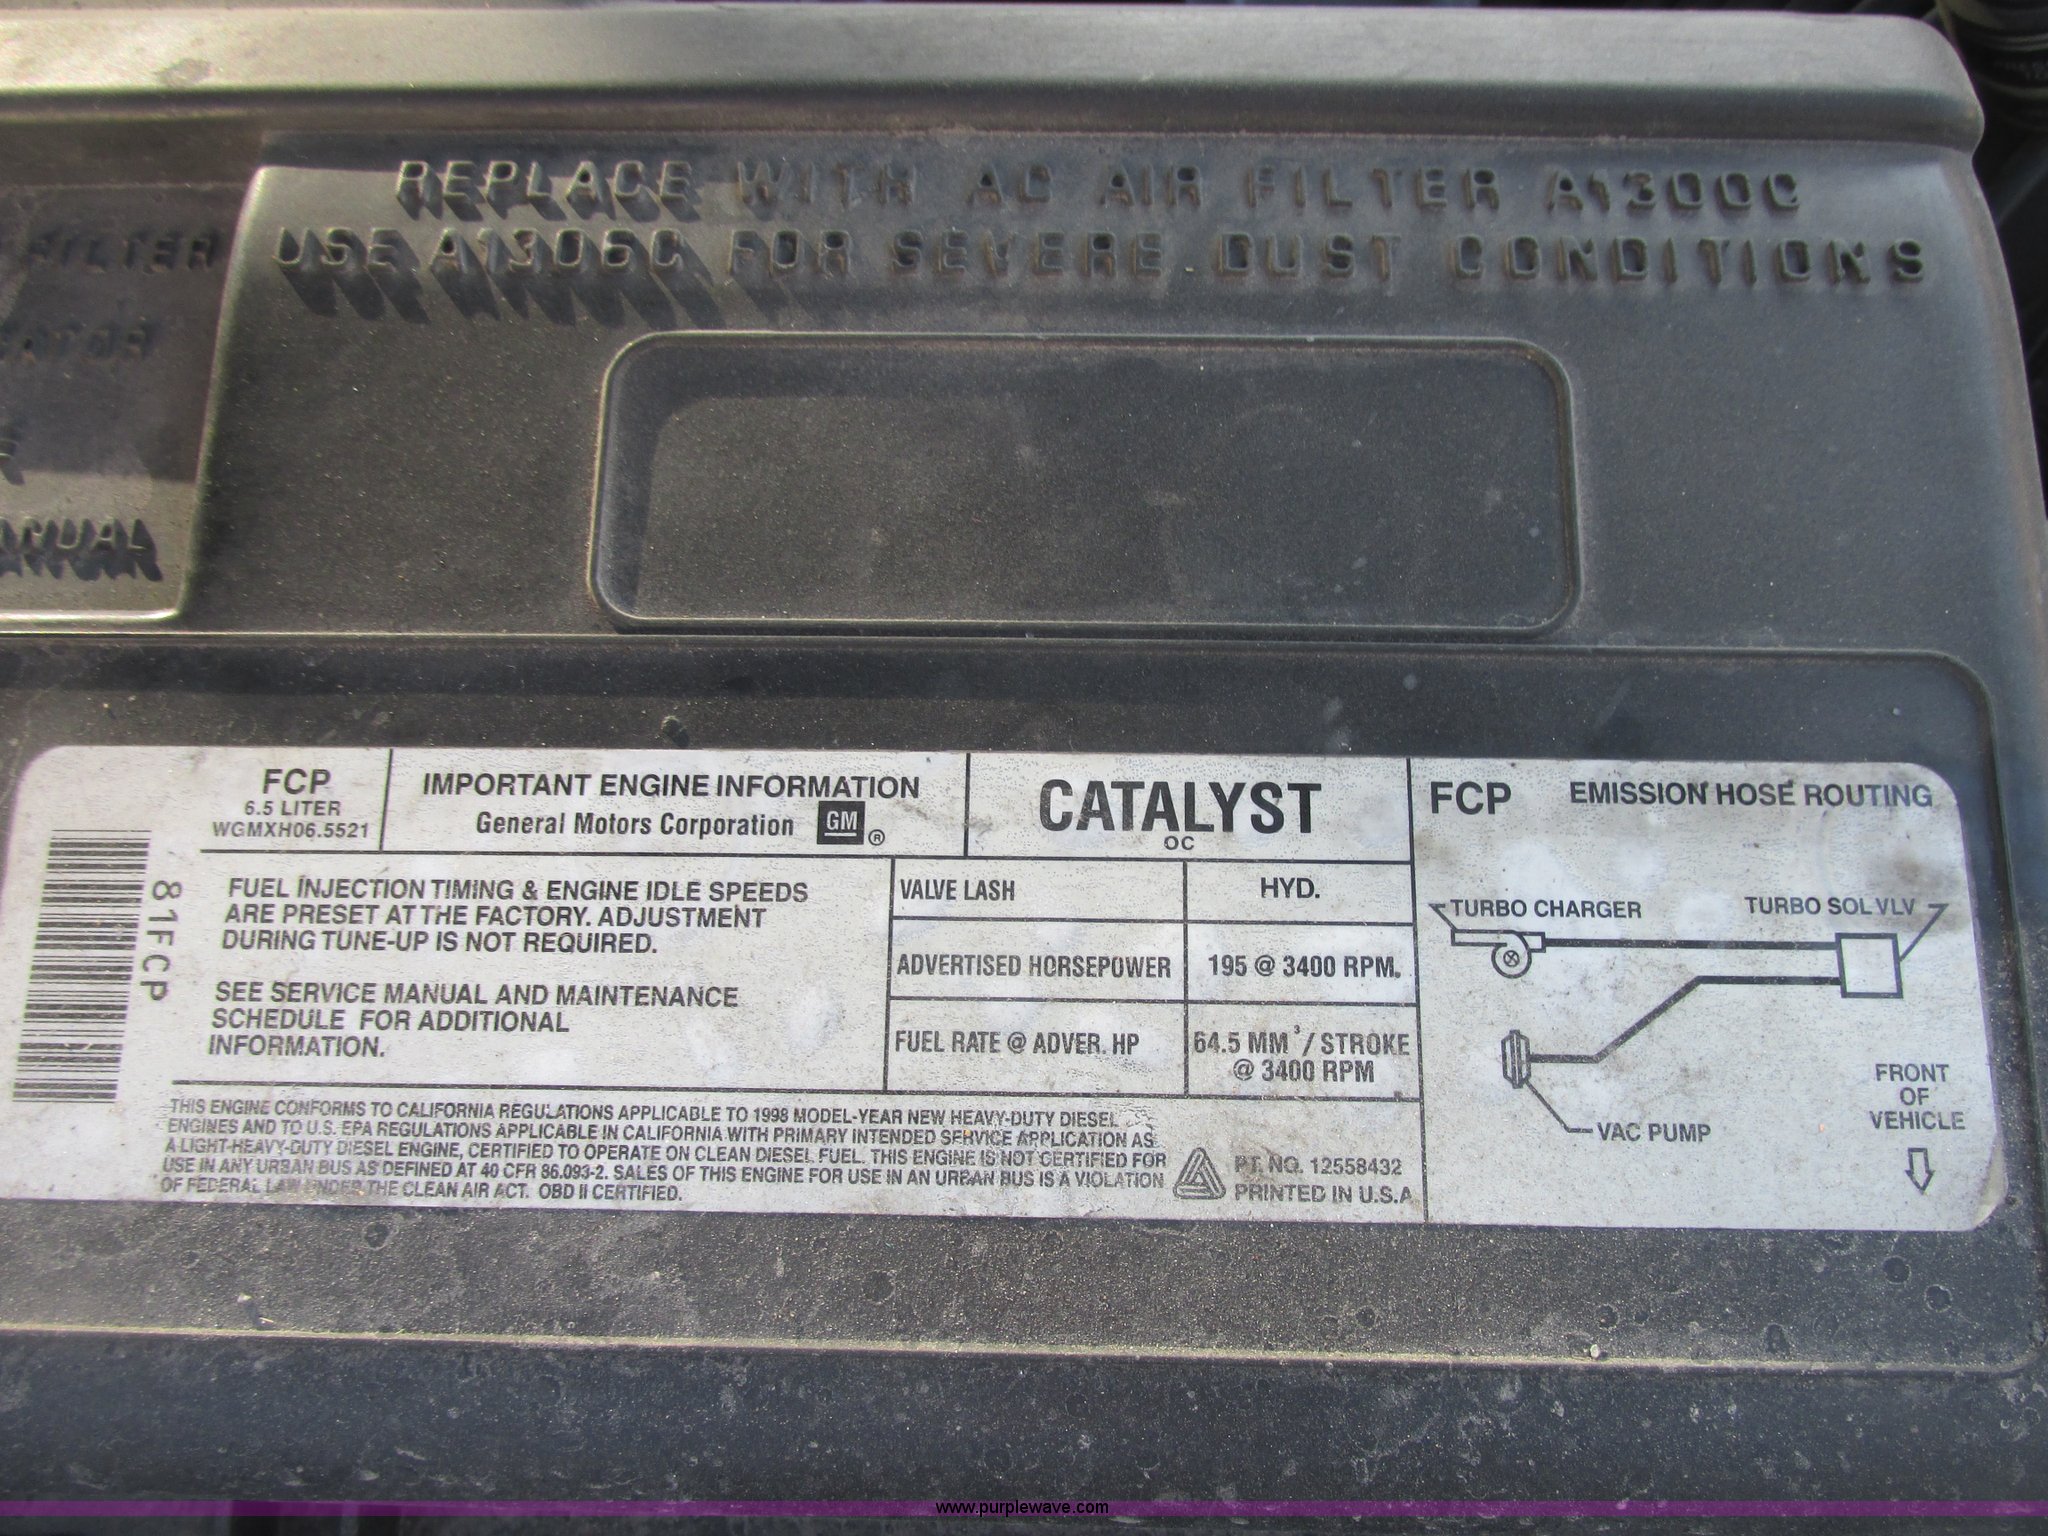 REPLACE WITH AC AIR FILTER A1300C
USE A1306C FOR SEVERE DUST CONDITIONS
FILTER
FCP
6.5 LITER
WGMXH06.5521
81FCP
IMPORTANT ENGINE INFORMATION
General Motors Corporation GM ®
CATALYST
OC
FUEL INJECTION TIMING & ENGINE IDLE SPEEDS
ARE PRESET AT THE FACTORY. ADJUSTMENT
DURING TUNE-UP IS NOT REQUIRED.
SEE SERVICE MANUAL AND MAINTENANCE
SCHEDULE FOR ADDITIONAL
INFORMATION.
VALVE LASH HYD.
ADVERTISED HORSEPOWER 195 @ 3400 RPM.
FUEL RATE @ ADVER. HP 64.5 MM³/ STROKE
@ 3400 RPM
THIS ENGINE CONFORMS TO CALIFORNIA REGULATIONS APPLICABLE TO 1998 MODEL-YEAR NEW HEAVY-DUTY DIESEL
ENGINES AND TO U.S. EPA REGULATIONS APPLICABLE IN CALIFORNIA WITH PRIMARY INTENDED SERVICE APPLICATION AS
A LIGHT-HEAVY-DUTY DIESEL ENGINE, CERTIFIED TO OPERATE ON CLEAN DIESEL FUEL. THIS ENGINE IS NOT CERTIFIED FOR
USE IN ANY URBAN BUS AS DEFINED AT 40 CFR 86.093-2. SALES OF THIS ENGINE FOR USE IN AN URBAN BUS IS A VIOLATION
OF FEDERAL LAW UNDER THE CLEAN AIR ACT. OBD II CERTIFIED.
PT. NO. 12558432
PRINTED IN U.S.A
FCP EMISSION HOSE ROUTING
TURBO CHARGER TURBO SOL VLV
VAC PUMP
FRONT
OF
VEHICLE
www.purplewave.com